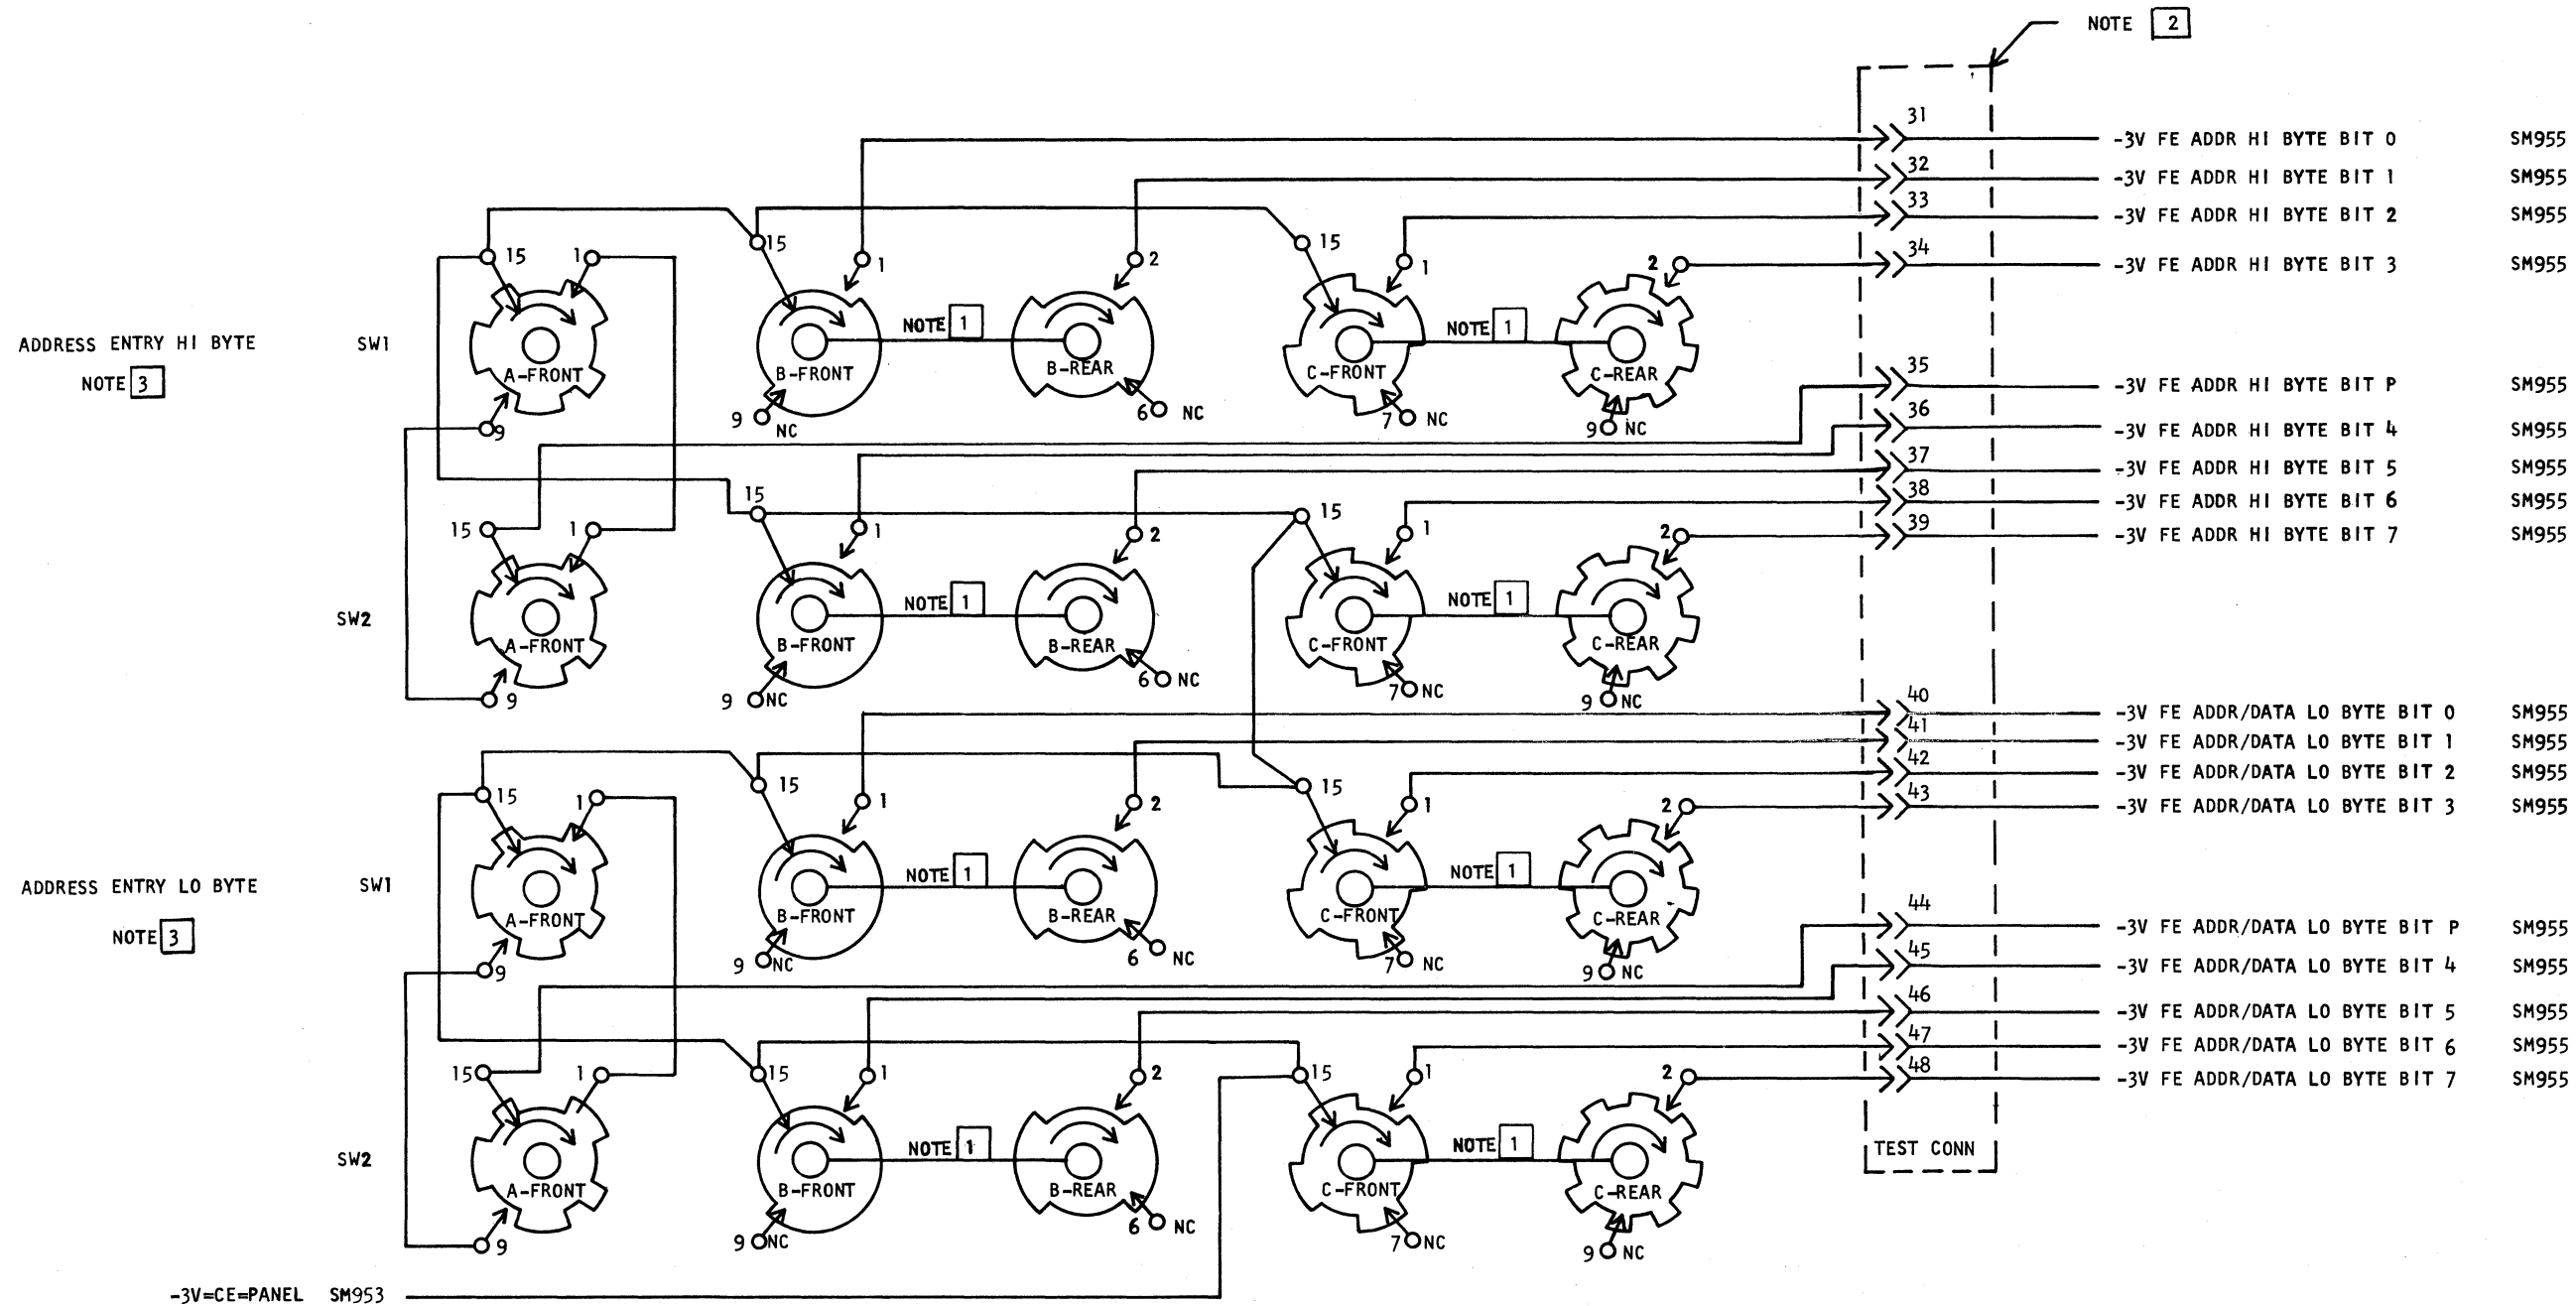 NOTE 2
31
-3V FE ADDR HI BYTE BIT 0 SM955
32
-3V FE ADDR HI BYTE BIT 1 SM955
33
-3V FE ADDR HI BYTE BIT 2 SM955
34
-3V FE ADDR HI BYTE BIT 3 SM955
15 1 15 1 2 15 1 2
ADDRESS ENTRY HI BYTE SW1
NOTE 3
A-FRONT B-FRONT NOTE 1 B-REAR C-FRONT NOTE 1 C-REAR
9 9 NC 6 NC 7 NC 9 NC
35
-3V FE ADDR HI BYTE BIT P SM955
36
-3V FE ADDR HI BYTE BIT 4 SM955
37
-3V FE ADDR HI BYTE BIT 5 SM955
38
-3V FE ADDR HI BYTE BIT 6 SM955
39
-3V FE ADDR HI BYTE BIT 7 SM955
15 1 15 1 2 15 1 2
SW2
A-FRONT B-FRONT NOTE 1 B-REAR C-FRONT NOTE 1 C-REAR
9 9 NC 6 NC 7 NC 9 NC
40
-3V FE ADDR/DATA LO BYTE BIT 0 SM955
41
-3V FE ADDR/DATA LO BYTE BIT 1 SM955
42
-3V FE ADDR/DATA LO BYTE BIT 2 SM955
43
-3V FE ADDR/DATA LO BYTE BIT 3 SM955
15 1 15 1 2 15 1 2
ADDRESS ENTRY LO BYTE SW1
NOTE 3
A-FRONT B-FRONT NOTE 1 B-REAR C-FRONT NOTE 1 C-REAR
9 9 NC 6 NC 7 NC 9 NC
44
-3V FE ADDR/DATA LO BYTE BIT P SM955
45
-3V FE ADDR/DATA LO BYTE BIT 4 SM955
46
-3V FE ADDR/DATA LO BYTE BIT 5 SM955
47
-3V FE ADDR/DATA LO BYTE BIT 6 SM955
48
-3V FE ADDR/DATA LO BYTE BIT 7 SM955
15 1 15 1 2 15 1 2
TEST CONN
SW2
A-FRONT B-FRONT NOTE 1 B-REAR C-FRONT NOTE 1 C-REAR
9 9 NC 6 NC 7 NC 9 NC
-3V=CE=PANEL SM953